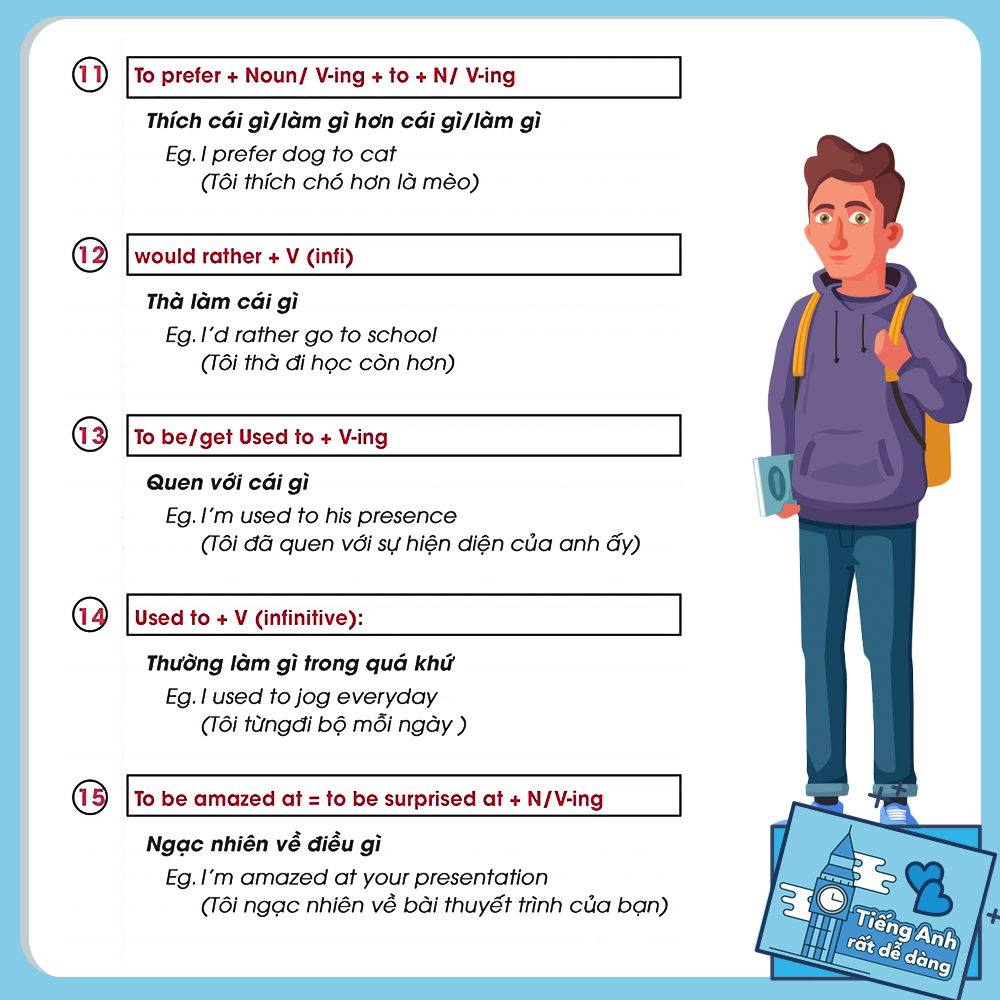 11 To prefer + Noun/ V-ing + to + N/ V-ing
Thích cái gì/làm gì hơn cái gì/làm gì
Eg. I prefer dog to cat
(Tôi thích chó hơn là mèo)
12 would rather + V (infi)
Thà làm cái gì
Eg. I'd rather go to school
(Tôi thà đi học còn hơn)
13 To be/get Used to + V-ing
Quen với cái gì
Eg. I'm used to his presence
(Tôi đã quen với sự hiện diện của anh ấy)
14 Used to + V (infinitive):
Thường làm gì trong quá khứ
Eg. I used to jog everyday
(Tôi từngđi bộ mỗi ngày )
15 To be amazed at = to be surprised at + N/V-ing
Ngạc nhiên về điều gì
Eg. I'm amazed at your presentation
(Tôi ngạc nhiên về bài thuyết trình của bạn)
Tiếng Anh
rất dễ dàng